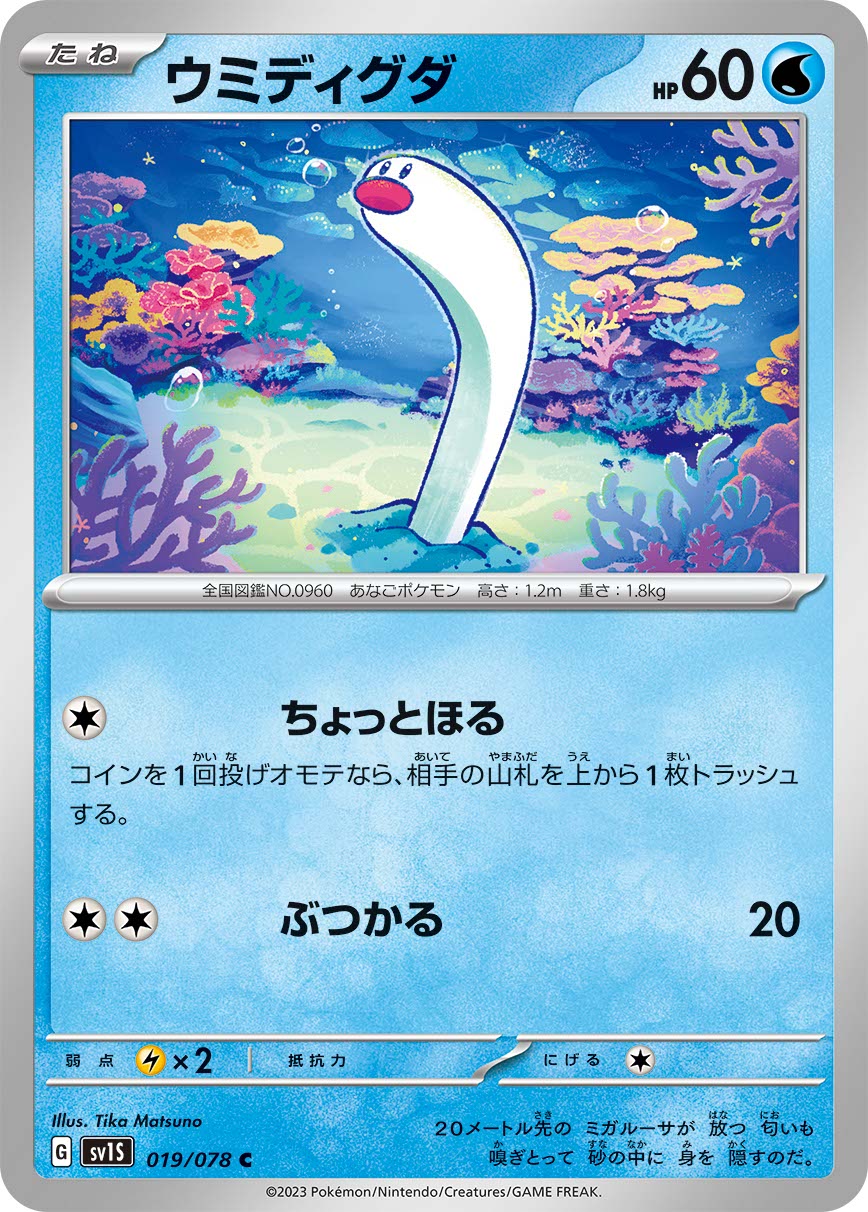 たね ウミディグダ HP60
全国図鑑NO.0960 あなごポケモン 高さ：1.2m 重さ：1.8kg
ちょっとほる
コインを1回投げオモテなら、相手の山札を上から1枚トラッシュ
する。
ぶつかる 20
弱点 ×2 抵抗力 にげる
Illus. Tika Matsuno
G sv1S 019/078 C
20メートル先の ミガルーサが 放つ 匂いも
嗅ぎとって 砂の中に 身を 隠すのだ。
©2023 Pokémon/Nintendo/Creatures/GAME FREAK.